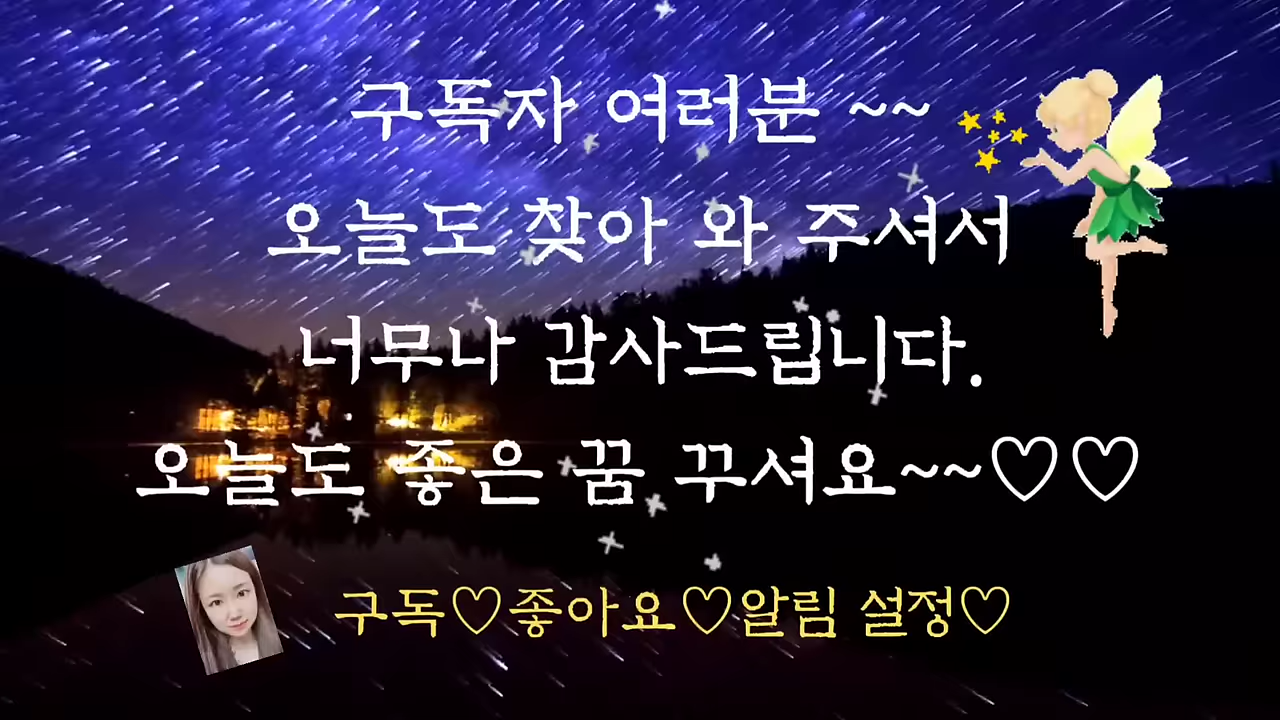 구독자 여러분 ~~
오늘도 찾아 와 주셔서
너무나 감사드립니다.
오늘도 좋은 꿈 꾸셔요~~♡♡
구독♡좋아요♡알림 설정♡